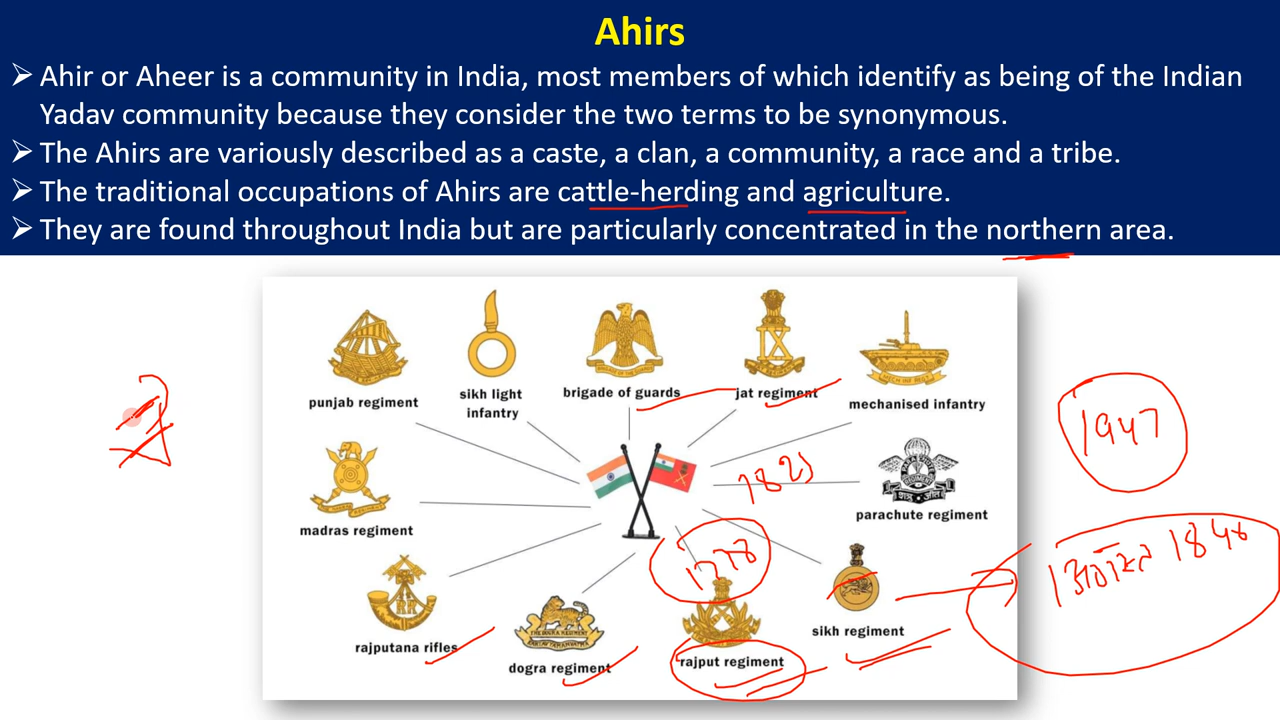 Ahirs
➢ Ahir or Aheer is a community in India, most members of which identify as being of the Indian
Yadav community because they consider the two terms to be synonymous.
➢ The Ahirs are variously described as a caste, a clan, a community, a race and a tribe.
➢ The traditional occupations of Ahirs are cattle-herding and agriculture.
➢ They are found throughout India but are particularly concentrated in the northern area.
punjab regiment
sikh light
infantry
brigade of guards
jat regiment
mechanised infantry
madras regiment
parachute regiment
rajputana rifles
dogra regiment
rajput regiment
sikh regiment
1947
1778